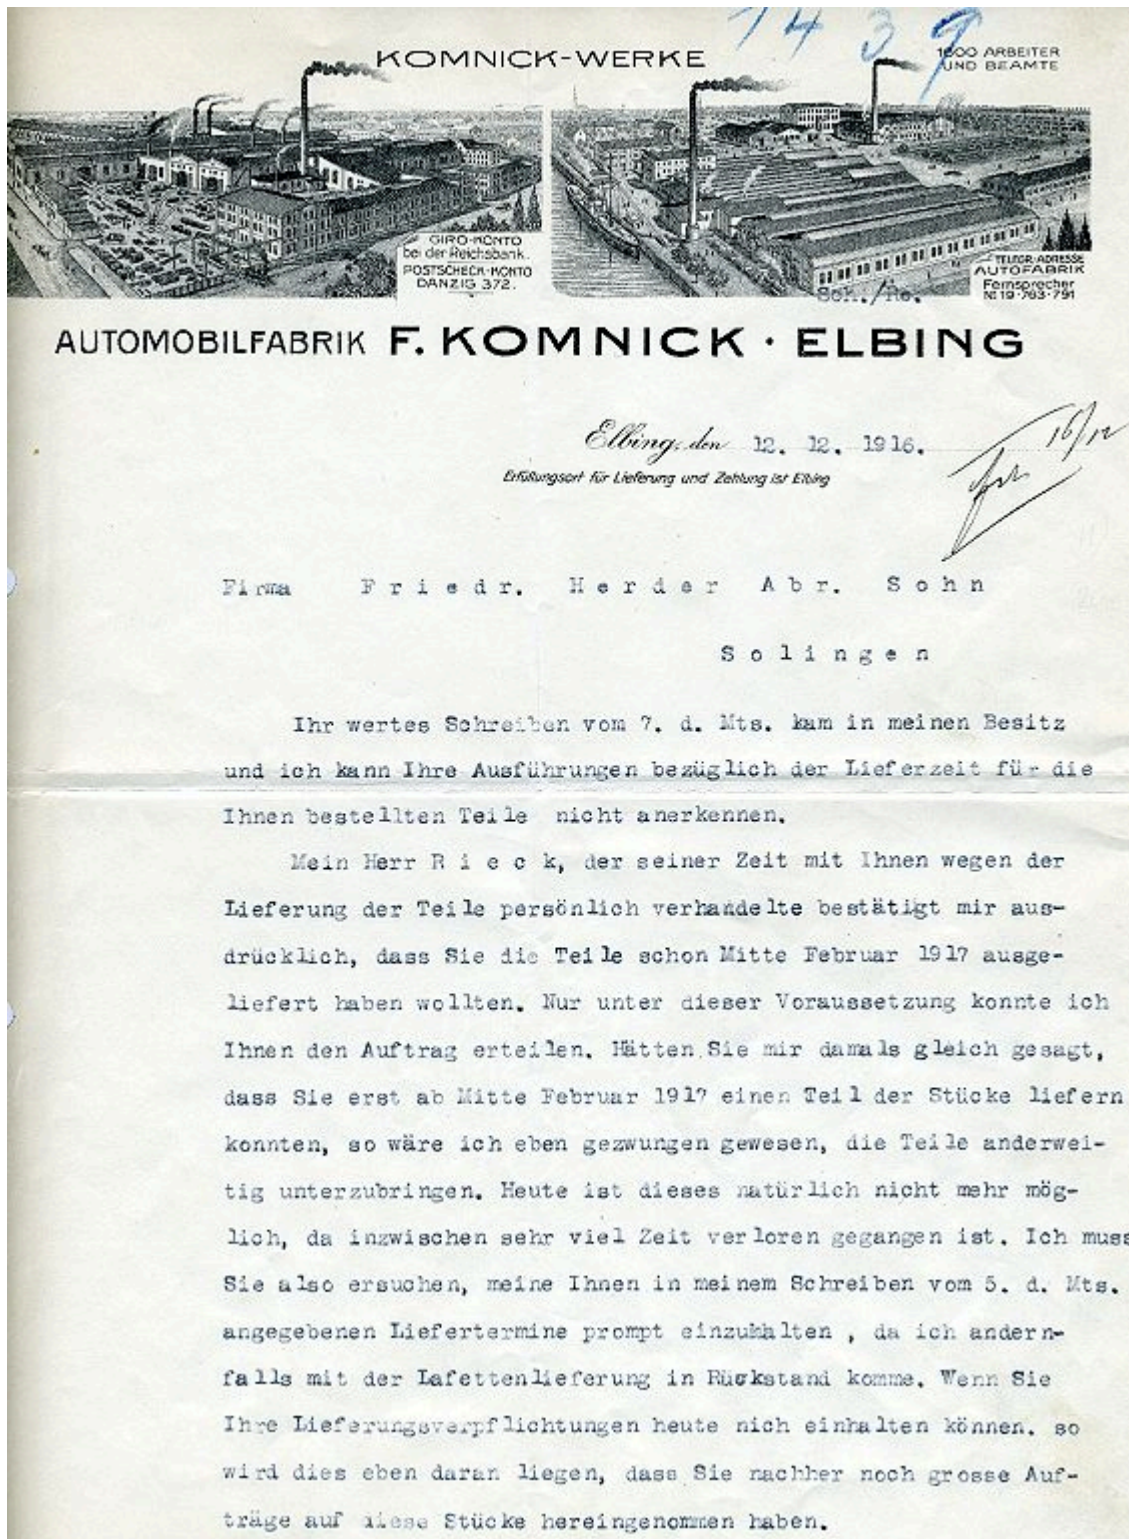 1439
KOMNICK-WERKE
1600 ARBEITER
UND BEAMTE
GIRO-KONTO
bei der Reichsbank.
POSTSCHECK-KONTO
DANZIG 372.
TELEGR.-ADRESSE
AUTOFABRIK
Fernsprecher
№ 19·763·791
Sch./Re.
AUTOMOBILFABRIK F. KOMNICK · ELBING
Elbing, den 12. 12. 1916.
16/12
Erfüllungsort für Lieferung und Zahlung ist Elbing
Firma Friedr. Herder Abr. Sohn
Solingen
Ihr wertes Schreiben vom 7. d. Mts. kam in meinen Besitz
und ich kann Ihre Ausführungen bezüglich der Lieferzeit für die
Ihnen bestellten Teile nicht anerkennen.
Mein Herr Rieck, der seiner Zeit mit Ihnen wegen der
Lieferung der Teile persönlich verhandelte bestätigt mir aus-
drücklich, dass Sie die Teile schon Mitte Februar 1917 ausge-
liefert haben wollten. Nur unter dieser Voraussetzung konnte ich
Ihnen den Auftrag erteilen. Hätten Sie mir damals gleich gesagt,
dass Sie erst ab Mitte Februar 1917 einen Teil der Stücke liefern
konnten, so wäre ich eben gezwungen gewesen, die Teile anderwei-
tig unterzubringen. Heute ist dieses natürlich nicht mehr mög-
lich, da inzwischen sehr viel Zeit verloren gegangen ist. Ich muss
Sie also ersuchen, meine Ihnen in meinem Schreiben vom 5. d. Mts.
angegebenen Liefertermine prompt einzuhalten , da ich andern-
falls mit der Lafettenlieferung in Rückstand komme. Wenn Sie
Ihre Lieferungsverpflichtungen heute nich einhalten können. so
wird dies eben daran liegen, dass Sie nachher noch grosse Auf-
träge auf diese Stücke hereingenommen haben.